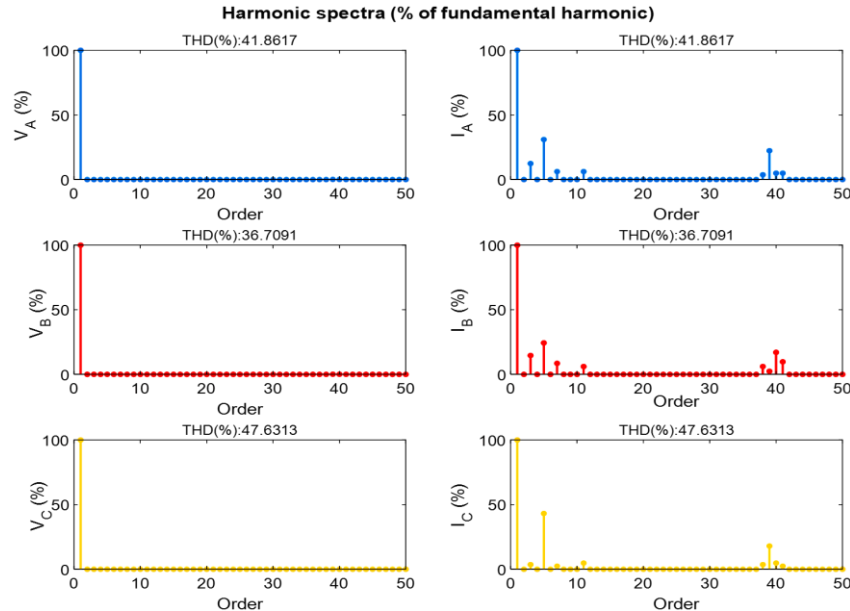 Harmonic spectra (% of fundamental harmonic)
THD(%):41.8617
V_A (%)
100
50
0
0 10 20 30 40 50
Order
THD(%):41.8617
I_A (%)
100
50
0
0 10 20 30 40 50
Order
THD(%):36.7091
V_B (%)
100
50
0
0 10 20 30 40 50
Order
THD(%):36.7091
I_B (%)
100
50
0
0 10 20 30 40 50
Order
THD(%):47.6313
V_C (%)
100
50
0
0 10 20 30 40 50
Order
THD(%):47.6313
I_C (%)
100
50
0
0 10 20 30 40 50
Order